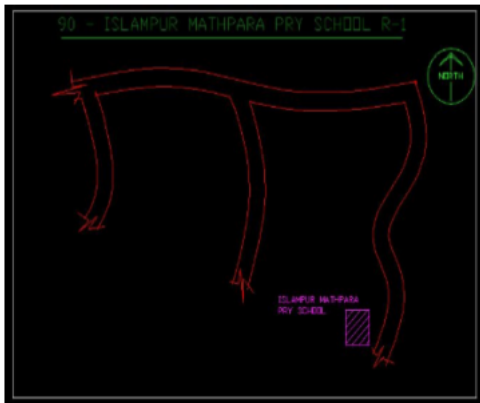 90 - ISLAMPUR MATHPARA PRY SCHOOL R-1
NORTH
ISLAMPUR MATHPARA
PRY SCHOOL